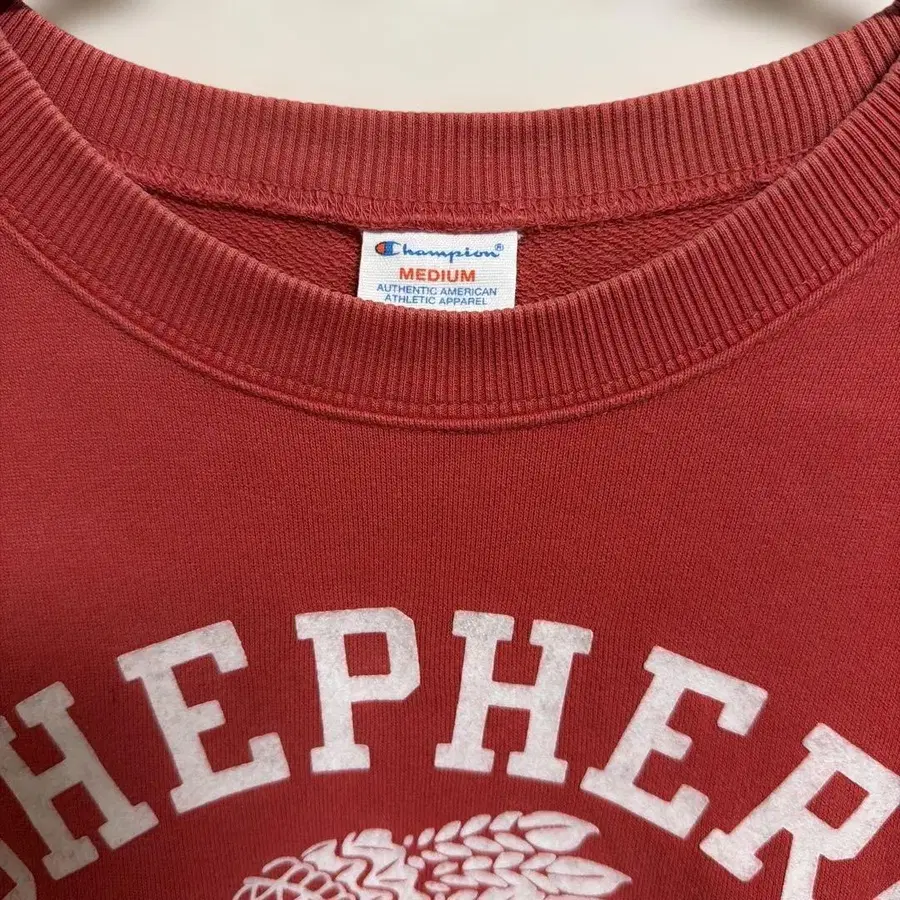 Champion®
MEDIUM
AUTHENTIC AMERICAN
ATHLETIC APPAREL
HEPHER